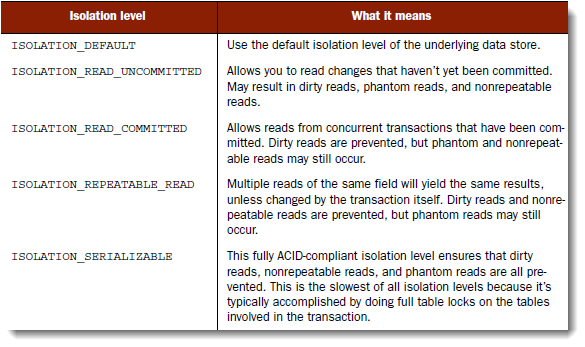 Isolation level What it means
ISOLATION_DEFAULT Use the default isolation level of the underlying data store.
ISOLATION_READ_UNCOMMITTED Allows you to read changes that haven't yet been committed.
May result in dirty reads, phantom reads, and nonrepeatable
reads.
ISOLATION_READ_COMMITTED Allows reads from concurrent transactions that have been com-
mitted. Dirty reads are prevented, but phantom and nonrepeat-
able reads may still occur.
ISOLATION_REPEATABLE_READ Multiple reads of the same field will yield the same results,
unless changed by the transaction itself. Dirty reads and nonre-
peatable reads are prevented, but phantom reads may still
occur.
ISOLATION_SERIALIZABLE This fully ACID-compliant isolation level ensures that dirty
reads, nonrepeatable reads, and phantom reads are all pre-
vented. This is the slowest of all isolation levels because it's
typically accomplished by doing full table locks on the tables
involved in the transaction.